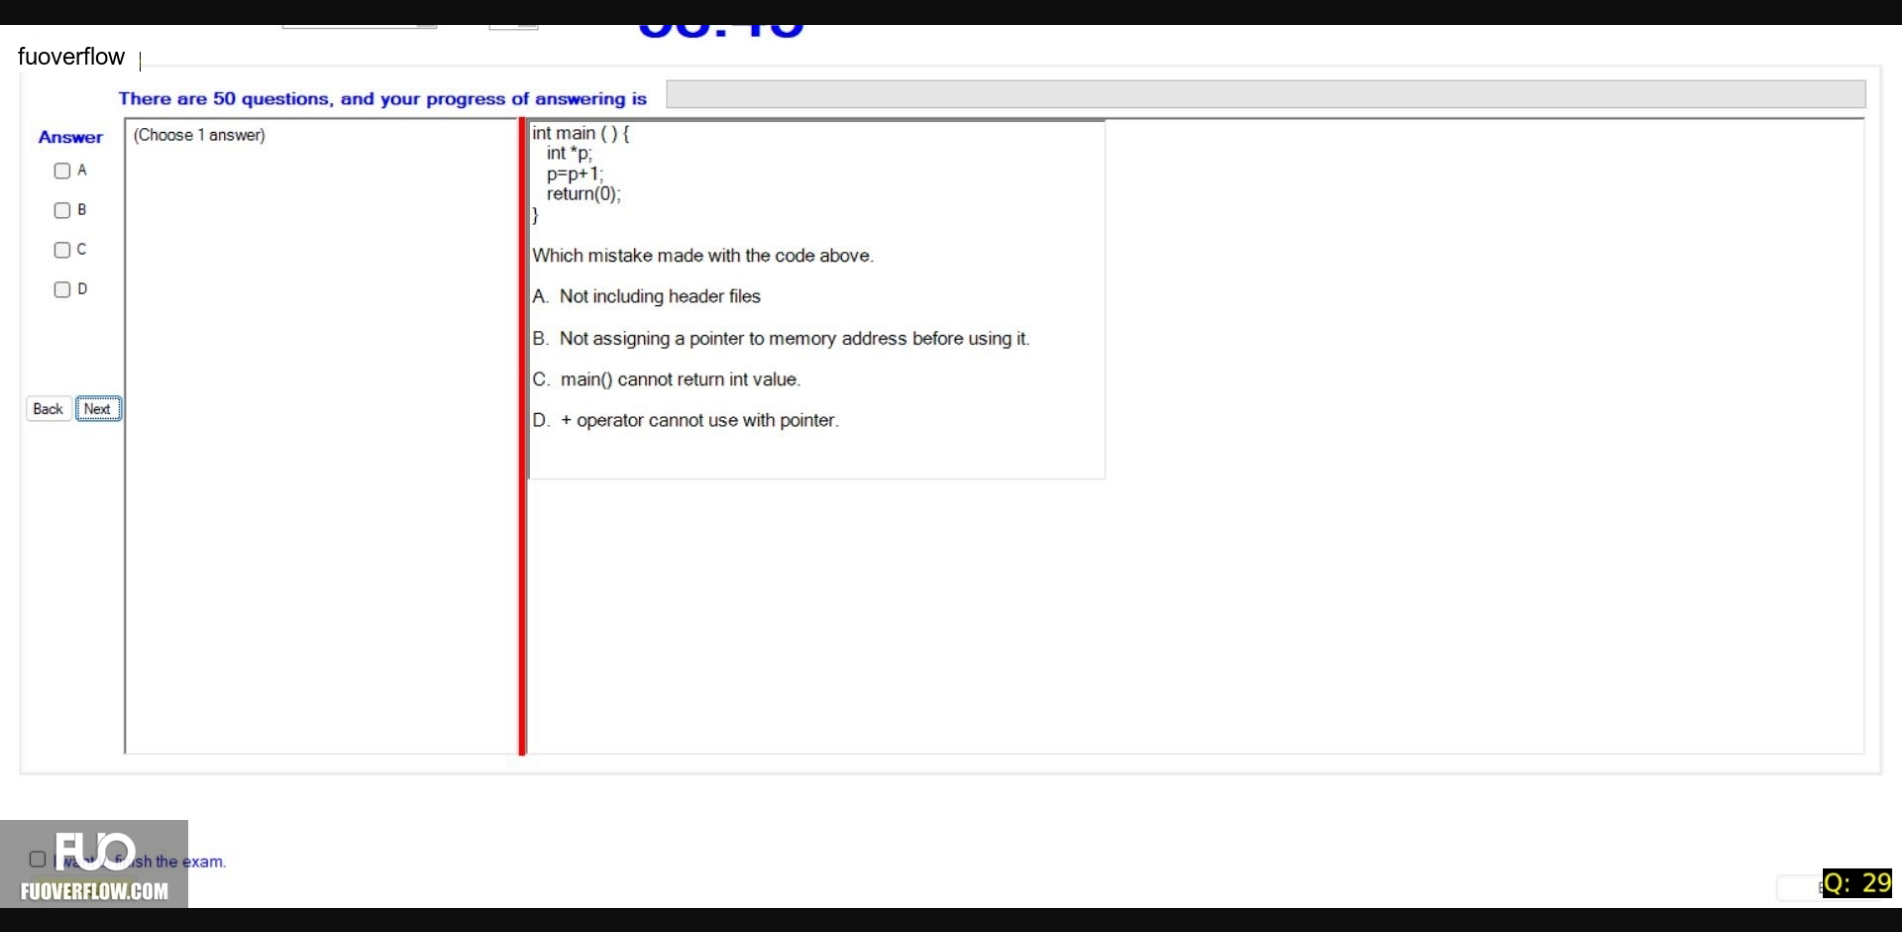 fuoverflow
There are 50 questions, and your progress of answering is
Answer
(Choose 1 answer)
A
B
C
D
Back Next
int main ( ) {
int *p;
p=p+1;
return(0);
}
Which mistake made with the code above.
A. Not including header files
B. Not assigning a pointer to memory address before using it.
C. main() cannot return int value.
D. + operator cannot use with pointer.
FUO
the exam.
FUOVERFLOW.COM
Q: 29